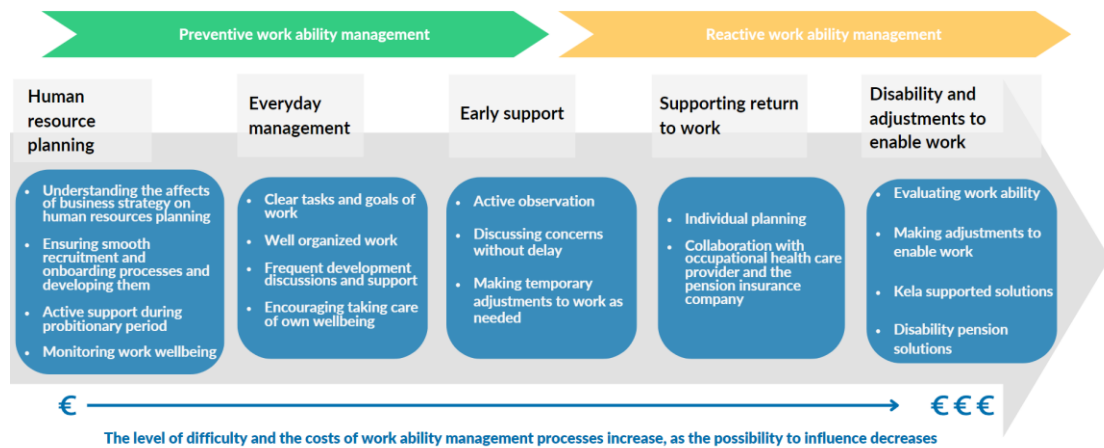 Preventive work ability management
Reactive work ability management
Human
resource
planning
• Understanding the affects
of business strategy on
human resources planning
• Ensuring smooth
recruitment and
onboarding processes and
developing them
• Active support during
probitionary period
• Monitoring work wellbeing
Everyday
management
• Clear tasks and goals of
work
• Well organized work
• Frequent development
discussions and support
• Encouraging taking care
of own wellbeing
Early support
• Active observation
• Discussing concerns
without delay
• Making temporary
adjustments to work as
needed
Supporting return
to work
• Individual planning
• Collaboration with
occupational health care
provider and the
pension insurance
company
Disability and
adjustments to
enable work
• Evaluating work ability
• Making adjustments to
enable work
• Kela supported solutions
• Disability pension
solutions
€
€ € €
The level of difficulty and the costs of work ability management processes increase, as the possibility to influence decreases